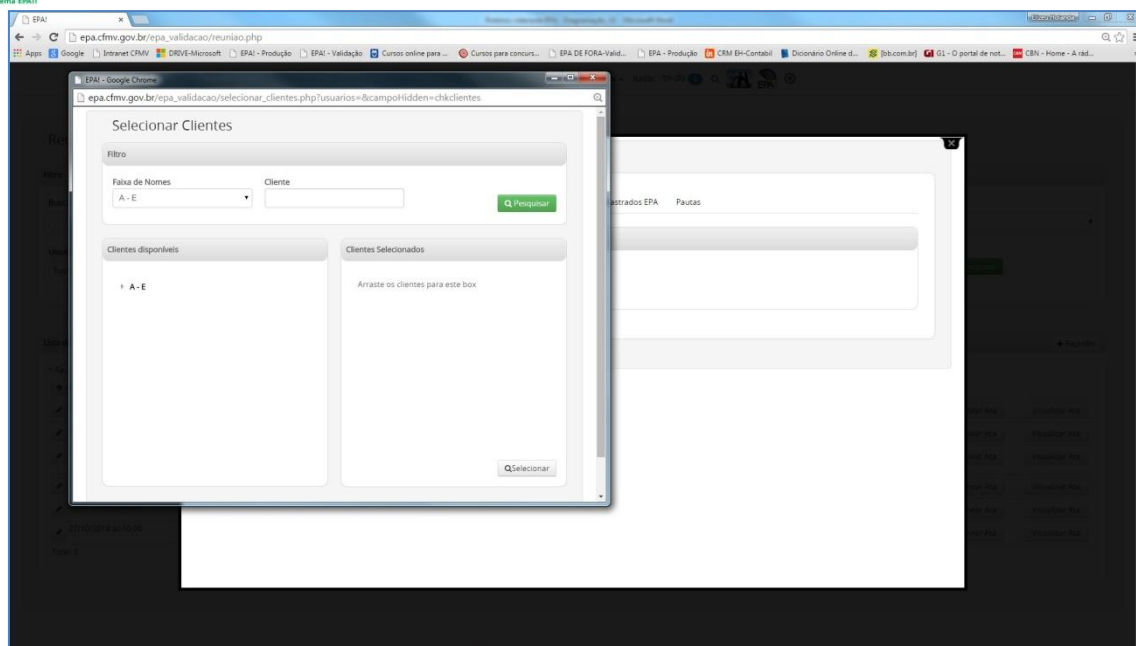 EPA!
epa.cfmv.gov.br/epa_validacao/reuniao.php
Apps Google Intranet CFMV DRIVE-Microsoft EPA! - Produção EPA! - Validação Cursos online para ... Cursos para concurs... EPA DE FORA-Valid... EPA - Produção CRM EH-Contabil Dicionário Online d... [bb.com.br] G1 - O portal de not... CBN - Home - A rád...
EPA! - Google Chrome
epa.cfmv.gov.br/epa_validacao/selecionar_clientes.php?usuarios=&campoHidden=chkclientes
Selecionar Clientes
Filtro
Faixa de Nomes Cliente
A - E
Pesquisar
astrados EPA Pautas
Clientes disponíveis Clientes Selecionados
A - E
Arraste os clientes para este box
Selecionar